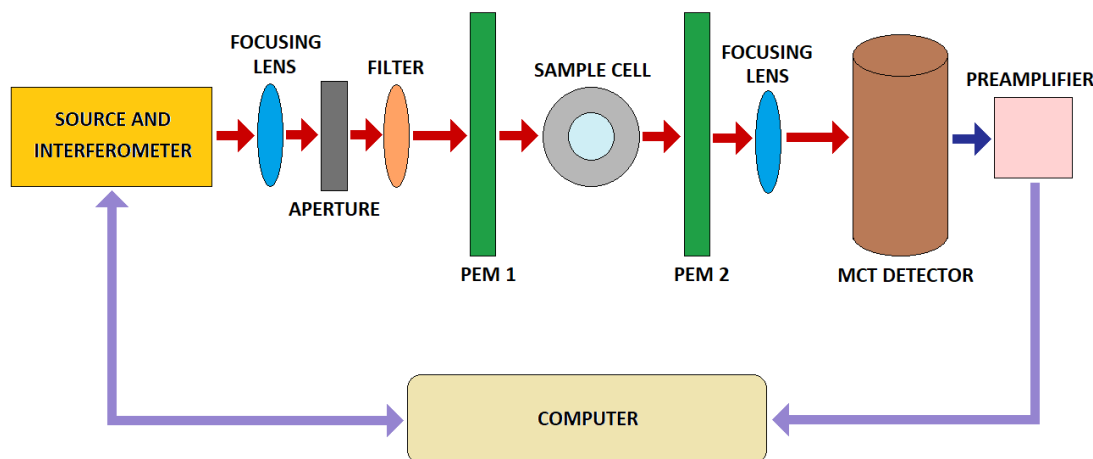 FOCUSING
LENS
FILTER
SAMPLE CELL
FOCUSING
LENS
PREAMPLIFIER
SOURCE AND
INTERFEROMETER
APERTURE
PEM 1
PEM 2
MCT DETECTOR
COMPUTER